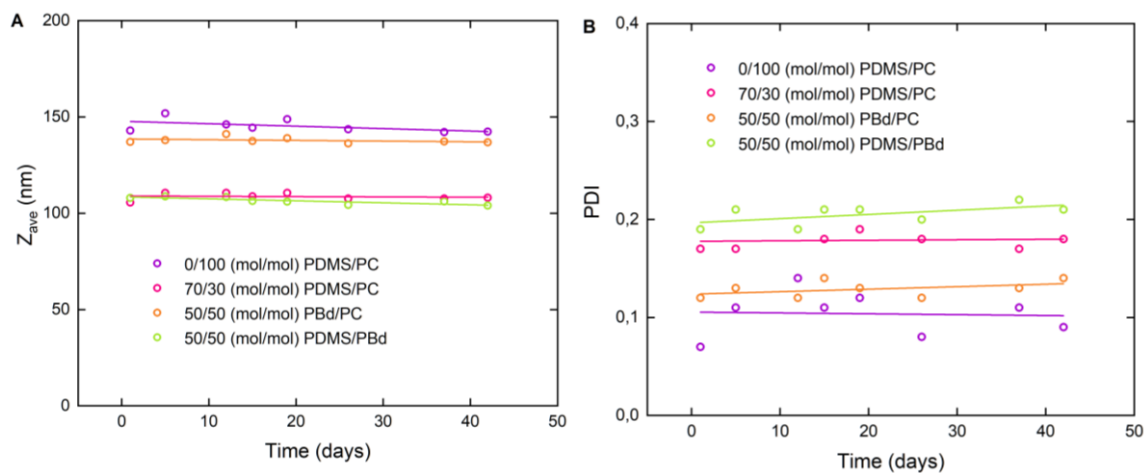 A
200
150
100
50
0
Z_ave (nm)
0/100 (mol/mol) PDMS/PC
70/30 (mol/mol) PDMS/PC
50/50 (mol/mol) PBd/PC
50/50 (mol/mol) PDMS/PBd
0 10 20 30 40 50
Time (days)
B
0,4
0,3
0,2
0,1
0,0
PDI
0/100 (mol/mol) PDMS/PC
70/30 (mol/mol) PDMS/PC
50/50 (mol/mol) PBd/PC
50/50 (mol/mol) PDMS/PBd
0 10 20 30 40 50
Time (days)